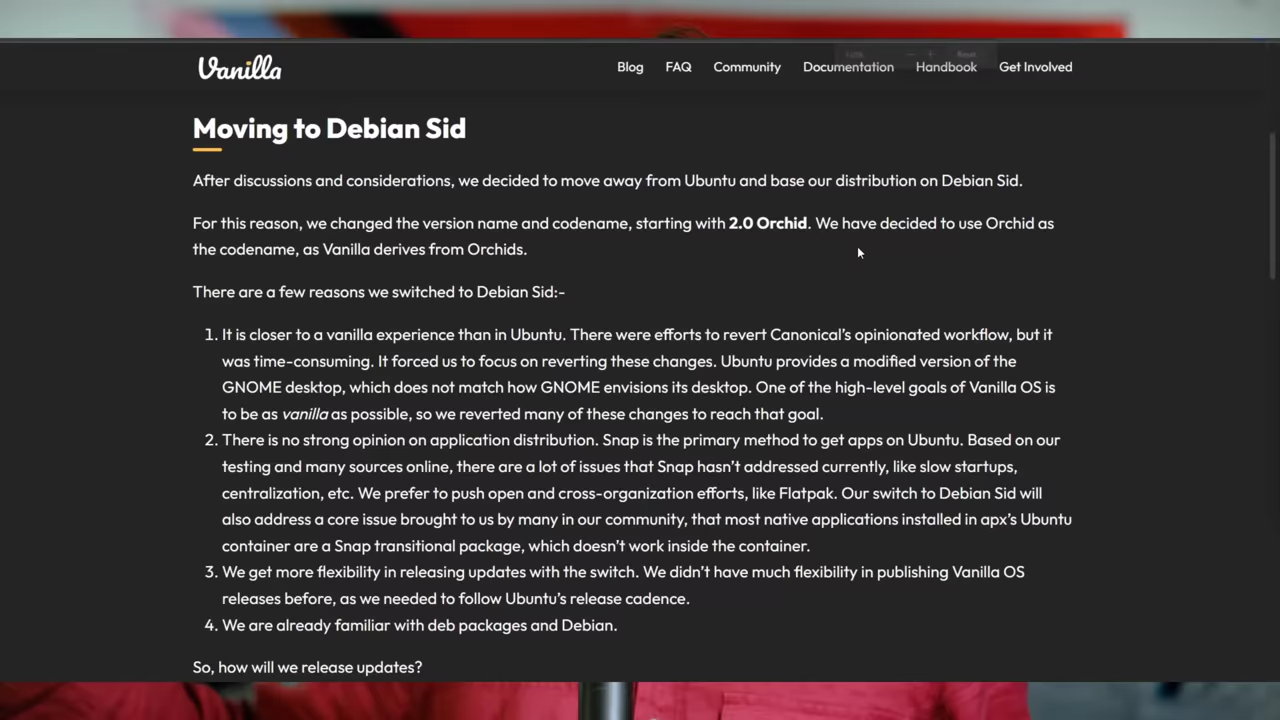 Vanilla
Blog FAQ Community Documentation Handbook Get Involved
Moving to Debian Sid
After discussions and considerations, we decided to move away from Ubuntu and base our distribution on Debian Sid.
For this reason, we changed the version name and codename, starting with 2.0 Orchid. We have decided to use Orchid as
the codename, as Vanilla derives from Orchids.
There are a few reasons we switched to Debian Sid:-
1. It is closer to a vanilla experience than in Ubuntu. There were efforts to revert Canonical's opinionated workflow, but it
was time-consuming. It forced us to focus on reverting these changes. Ubuntu provides a modified version of the
GNOME desktop, which does not match how GNOME envisions its desktop. One of the high-level goals of Vanilla OS is
to be as vanilla as possible, so we reverted many of these changes to reach that goal.
2. There is no strong opinion on application distribution. Snap is the primary method to get apps on Ubuntu. Based on our
testing and many sources online, there are a lot of issues that Snap hasn't addressed currently, like slow startups,
centralization, etc. We prefer to push open and cross-organization efforts, like Flatpak. Our switch to Debian Sid will
also address a core issue brought to us by many in our community, that most native applications installed in apx's Ubuntu
container are a Snap transitional package, which doesn't work inside the container.
3. We get more flexibility in releasing updates with the switch. We didn't have much flexibility in publishing Vanilla OS
releases before, as we needed to follow Ubuntu's release cadence.
4. We are already familiar with deb packages and Debian.
So, how will we release updates?